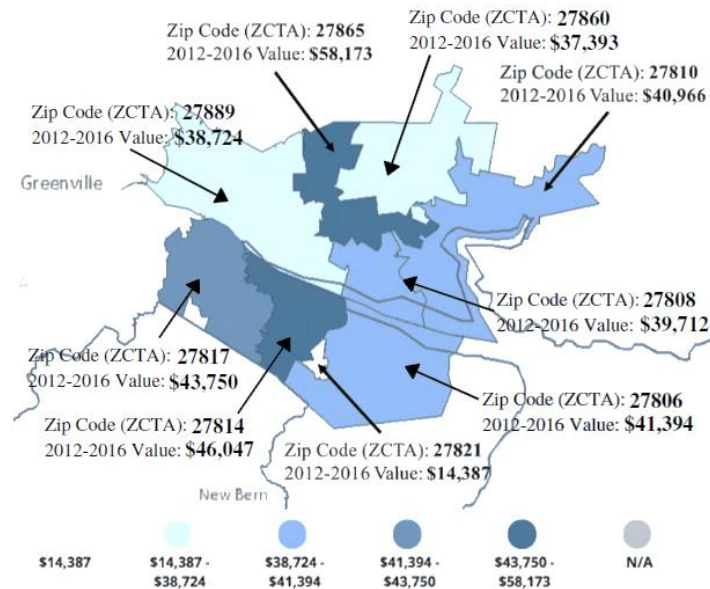 Zip Code (ZCTA): 27860
2012-2016 Value: $37,393
Zip Code (ZCTA): 27865
2012-2016 Value: $58,173
Zip Code (ZCTA): 27810
2012-2016 Value: $40,966
Zip Code (ZCTA): 27889
2012-2016 Value: $38,724
Greenville
Zip Code (ZCTA): 27808
2012-2016 Value: $39,712
Zip Code (ZCTA): 27817
2012-2016 Value: $43,750
Zip Code (ZCTA): 27806
2012-2016 Value: $41,394
Zip Code (ZCTA): 27814
2012-2016 Value: $46,047
Zip Code (ZCTA): 27821
2012-2016 Value: $14,387
New Bern
$14,387
$14,387 -
$38,724
$38,724 -
$41,394
$41,394 -
$43,750
$43,750 -
$58,173
N/A